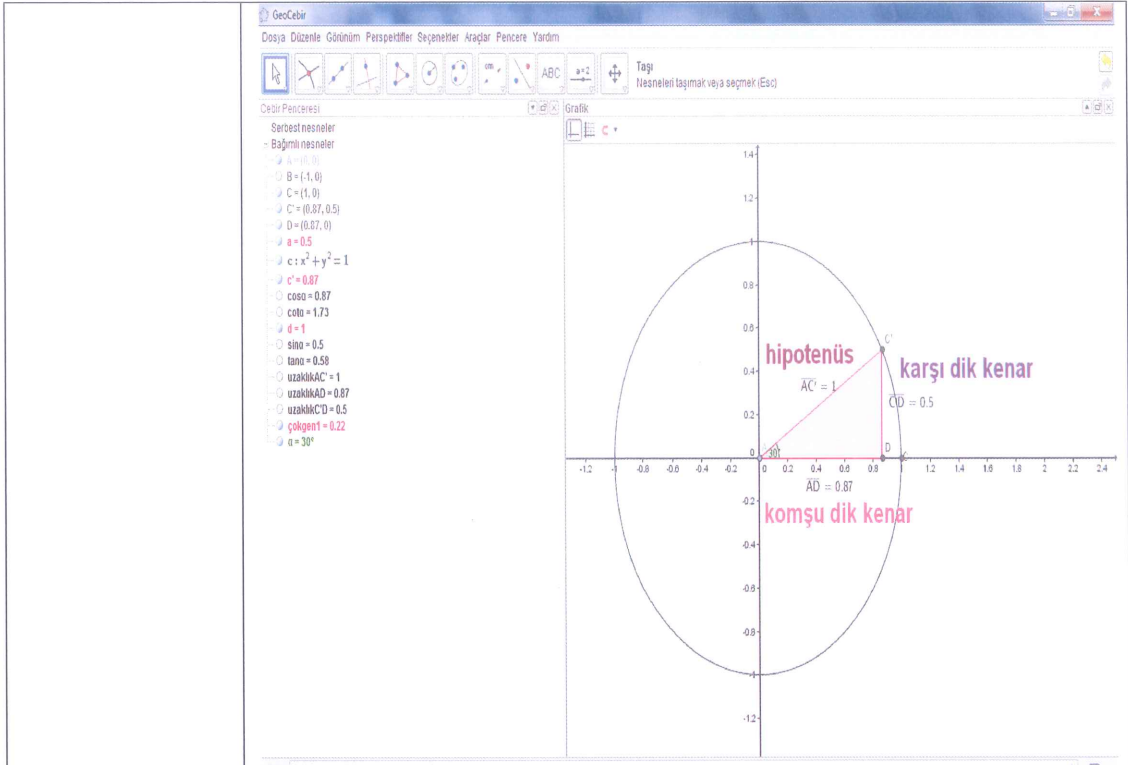 GeoCebir
Dosya Düzenle Görünüm Perspektifler Seçenekler Araçlar Pencere Yardım
cm
ABC
a=2
Taşı
Nesneleri taşımak veya seçmek (Esc)
Cebir Penceresi
Grafik
Serbest nesneler
Bağımlı nesneler
A = (0, 0)
B = (-1, 0)
C = (1, 0)
C' = (0.87, 0.5)
D = (0.87, 0)
a = 0.5
c : x² + y² = 1
c' = 0.87
cosα = 0.87
cotα = 1.73
d = 1
sinα = 0.5
tanα = 0.58
uzaklıkAC' = 1
uzaklıkAD = 0.87
uzaklıkC'D = 0.5
çokgen1 = 0.22
α = 30°
1.4
1.2
1
0.8
0.6
C'
hipotenüs
karşı dik kenar
0.4
AC' = 1
C'D = 0.5
0.2
0
30°
D
C
-1.2 -1 -0.8 -0.6 -0.4 -0.2 0 0.2 0.4 0.6 0.8 1 1.2 1.4 1.6 1.8 2 2.2 2.4
AD = 0.87
-0.2
komşu dik kenar
-0.4
-0.6
-0.8
-1
-1.2